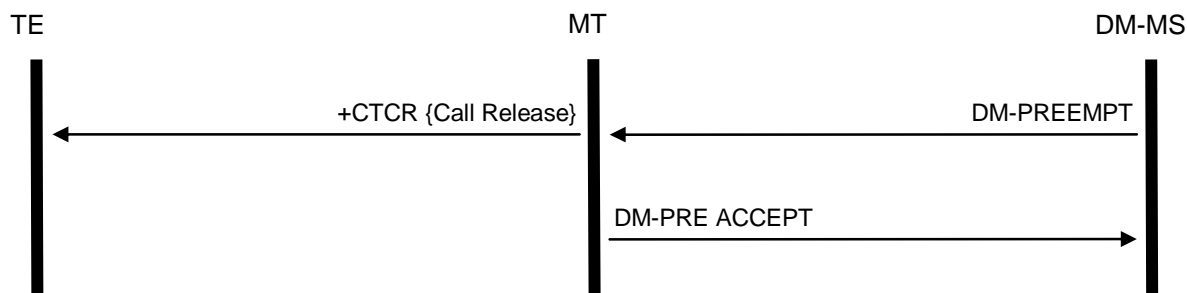 TE MT DM-MS
+CTCR {Call Release} DM-PREEMPT
DM-PRE ACCEPT